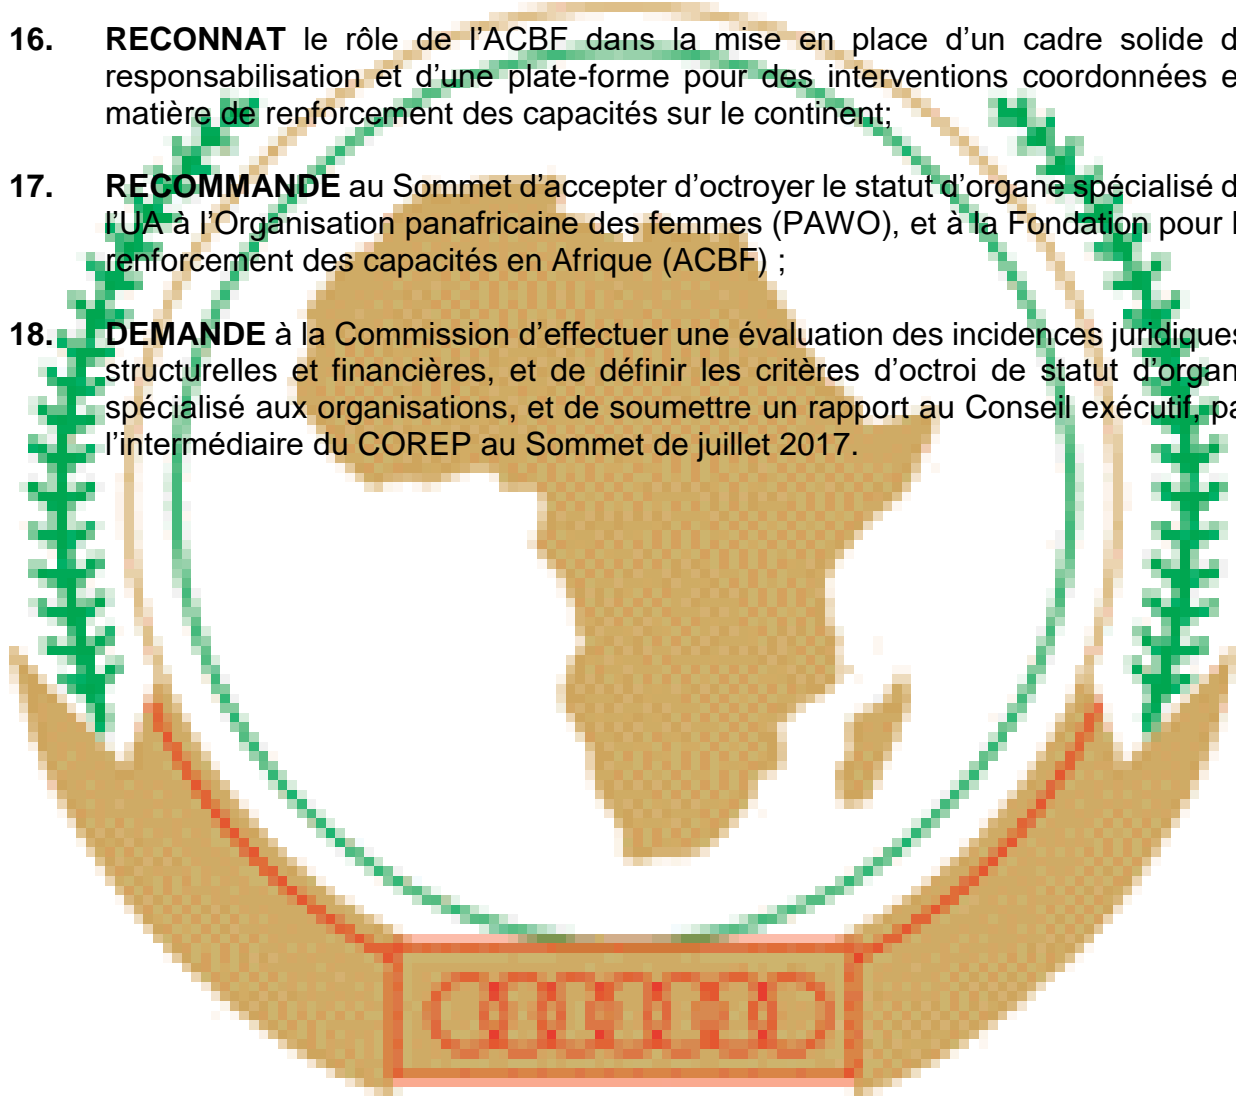 16. RECONNAT le rôle de l’ACBF dans la mise en place d’un cadre solide d
responsabilisation et d’une plate-forme pour des interventions coordonnées e
matière de renforcement des capacités sur le continent;
17. RECOMMANDE au Sommet d’accepter d’octroyer le statut d’organe spécialisé d
l’UA à l’Organisation panafricaine des femmes (PAWO), et à la Fondation pour l
renforcement des capacités en Afrique (ACBF) ;
18. DEMANDE à la Commission d’effectuer une évaluation des incidences juridiques
structurelles et financières, et de définir les critères d’octroi de statut d’organ
spécialisé aux organisations, et de soumettre un rapport au Conseil exécutif, pa
l’intermédiaire du COREP au Sommet de juillet 2017.